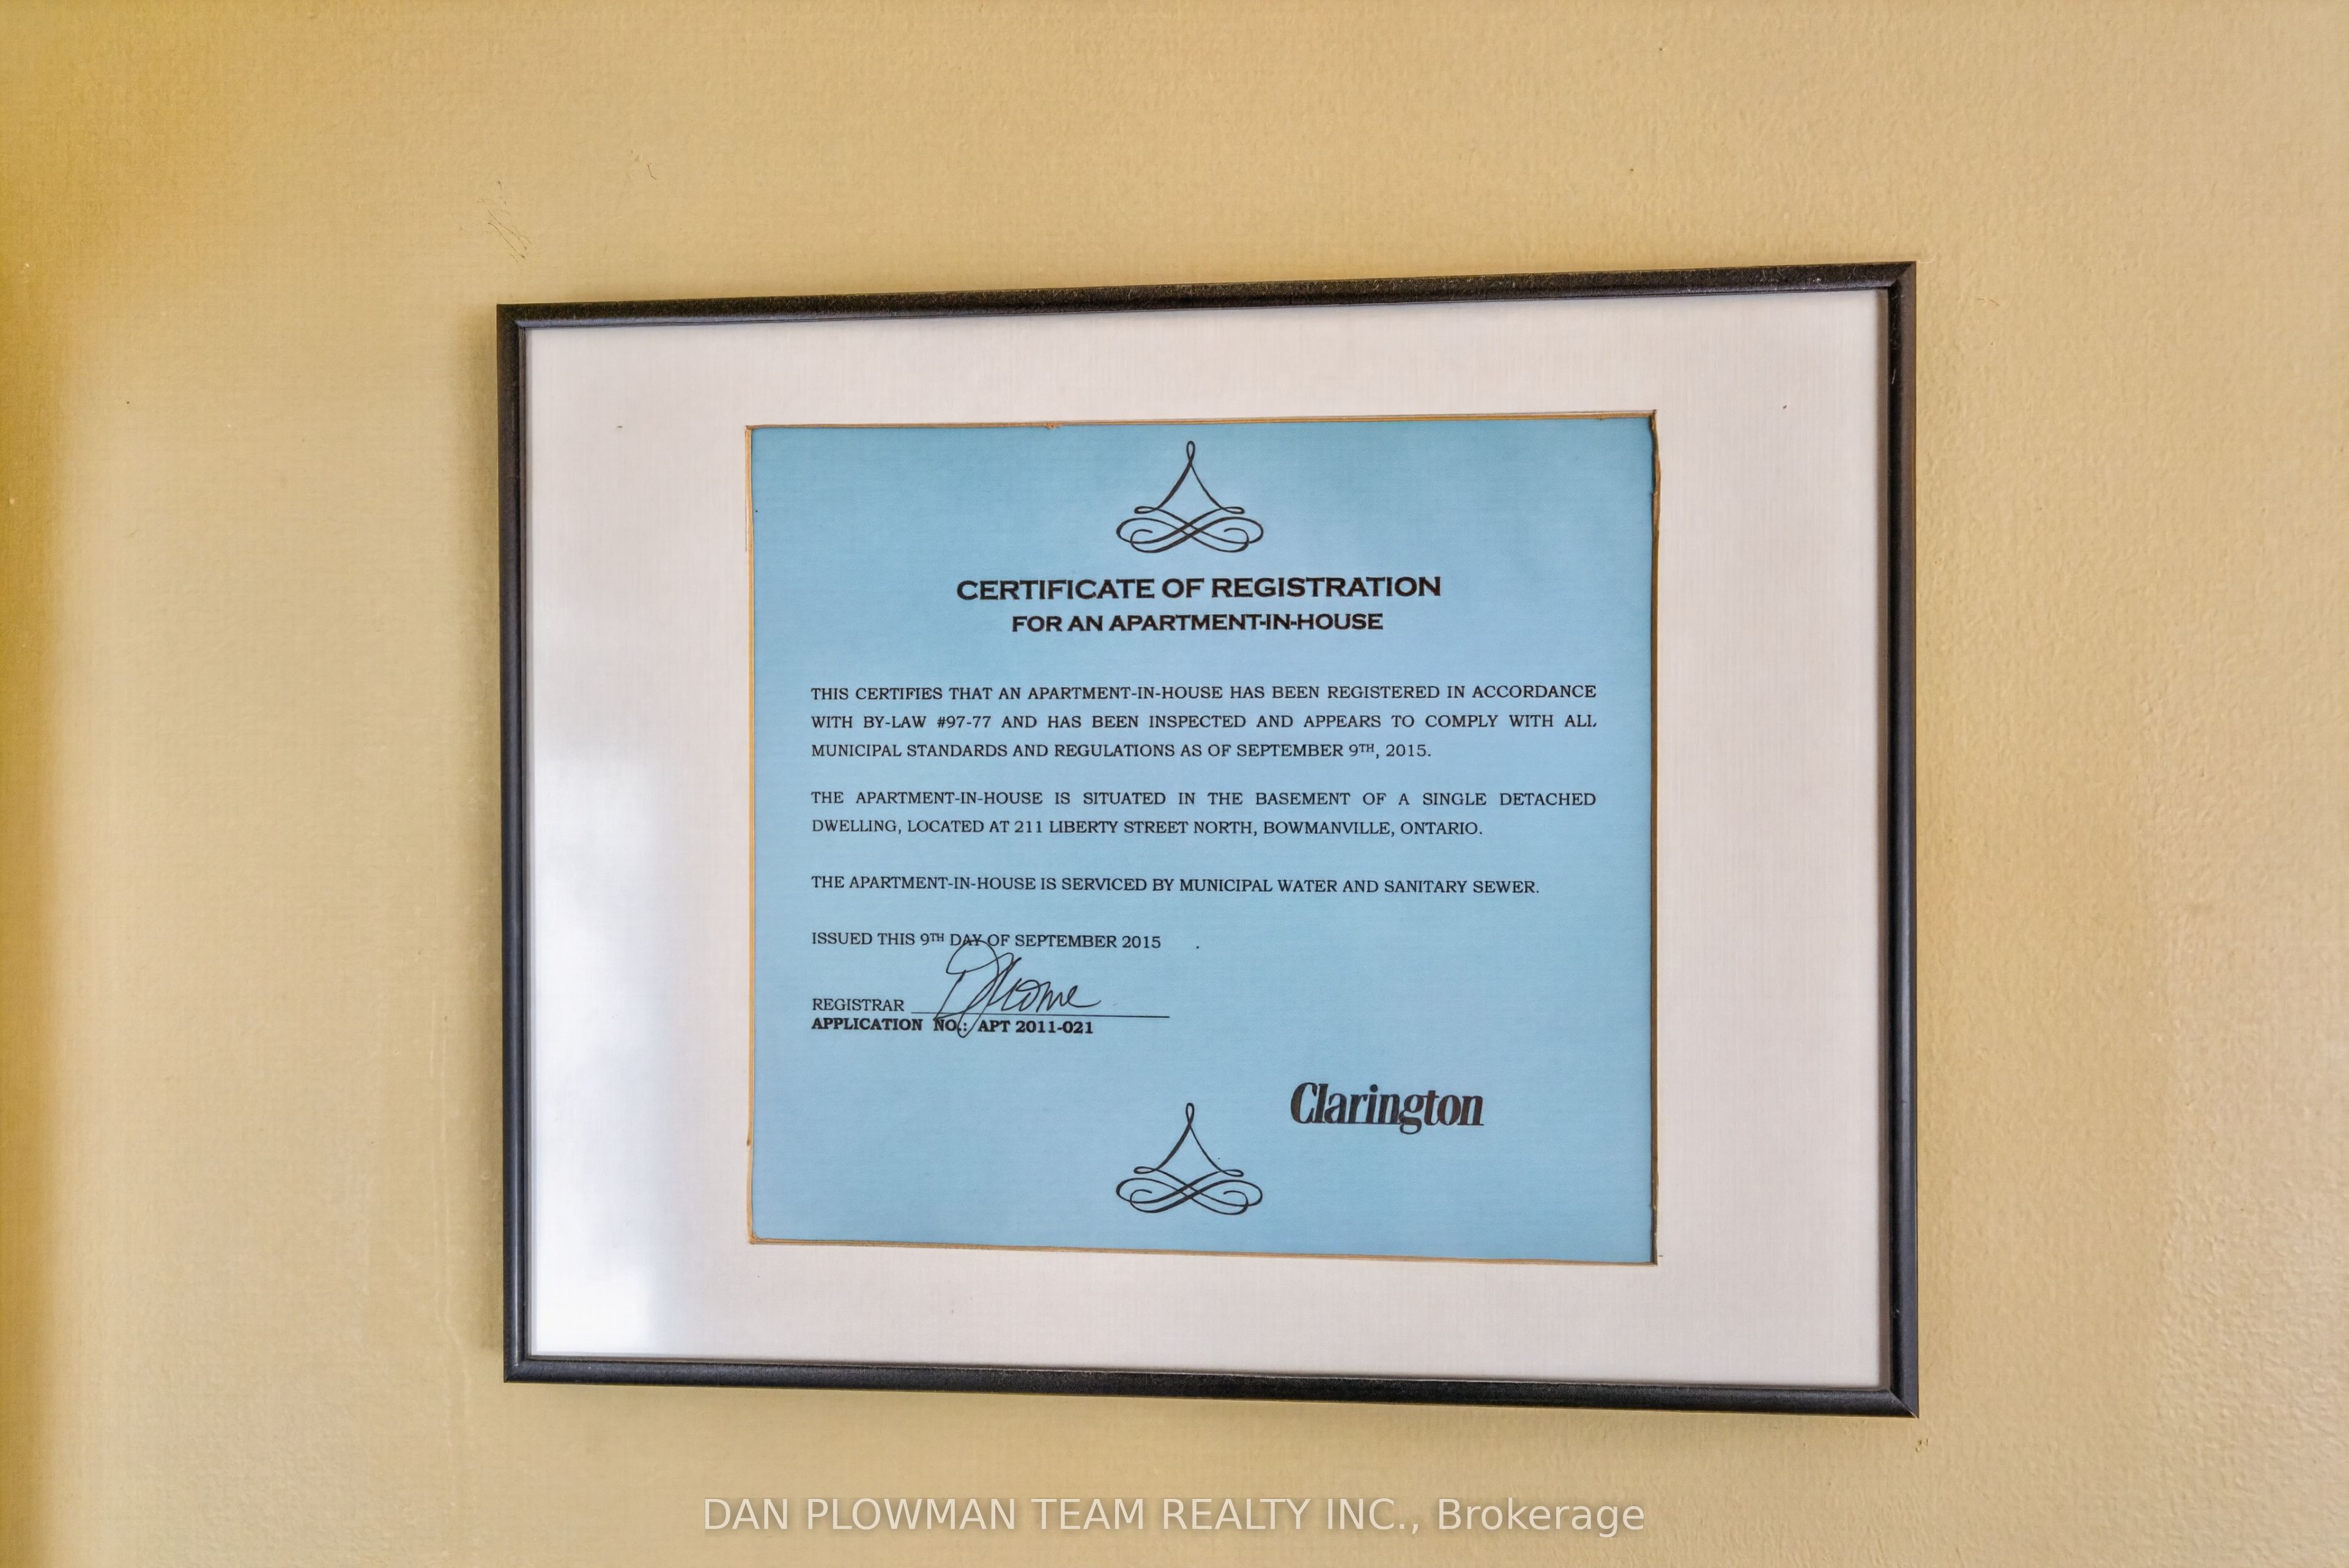 CERTIFICATE OF REGISTRATION
FOR AN APARTMENT-IN-HOUSE
THIS CERTIFIES THAT AN APARTMENT-IN-HOUSE HAS BEEN REGISTERED IN ACCORDANCE
WITH BY-LAW #97-77 AND HAS BEEN INSPECTED AND APPEARS TO COMPLY WITH ALL
MUNICIPAL STANDARDS AND REGULATIONS AS OF SEPTEMBER 9TH, 2015.
THE APARTMENT-IN-HOUSE IS SITUATED IN THE BASEMENT OF A SINGLE DETACHED
DWELLING, LOCATED AT 211 LIBERTY STREET NORTH, BOWMANVILLE, ONTARIO.
THE APARTMENT-IN-HOUSE IS SERVICED BY MUNICIPAL WATER AND SANITARY SEWER.
ISSUED THIS 9TH DAY OF SEPTEMBER 2015
REGISTRAR
APPLICATION NO.: APT 2011-021
Clarington
DAN PLOWMAN TEAM REALTY INC., Brokerage